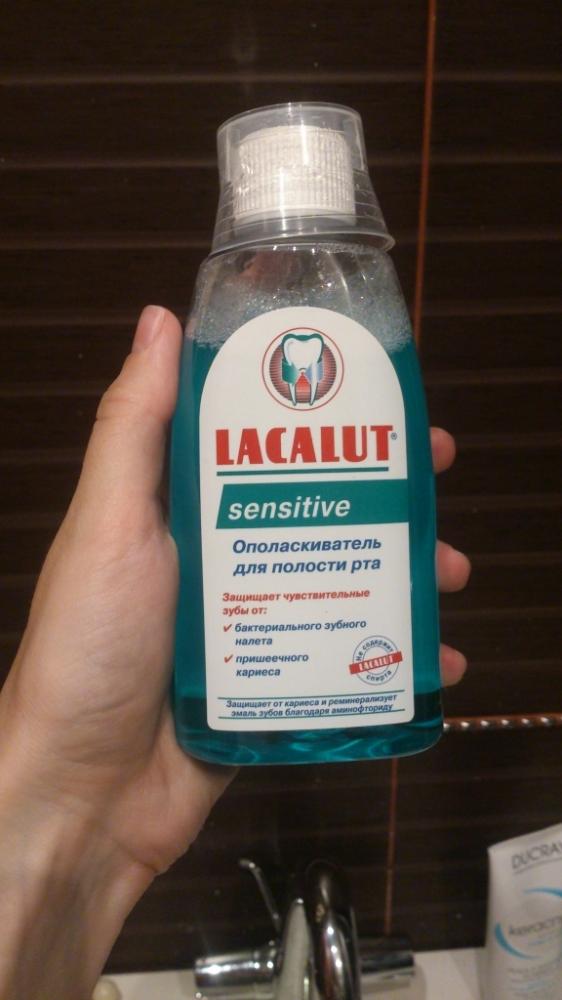 LACALUT®
sensitive
Ополаскиватель
для полости рта
Защищает чувствительные
зубы от:
✓ бактериального зубного
налета
✓ пришеечного
кариеса
Не содержит
LACALUT
спирта
Защищает от кариеса и реминерализует
эмаль зубов благодаря аминофториду
DUCRAY